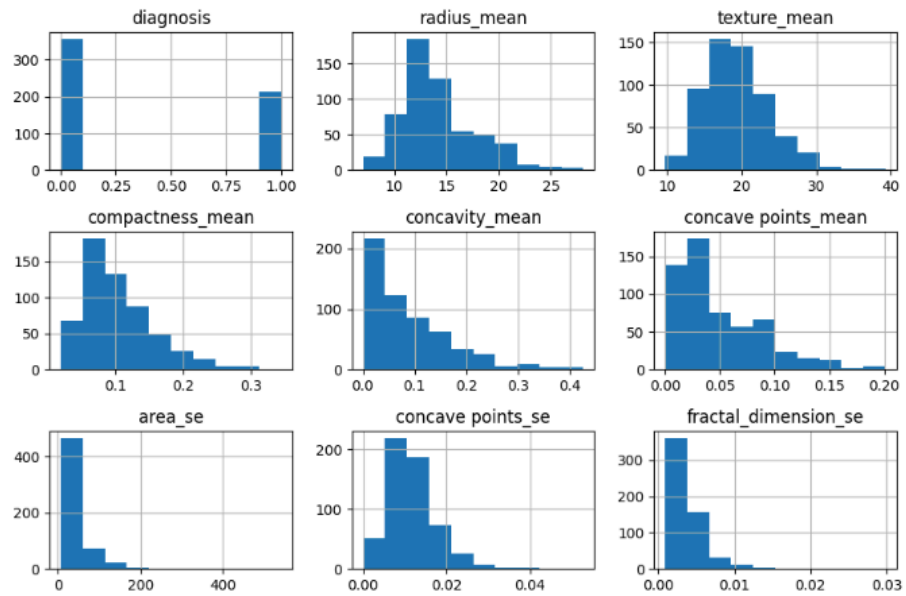 diagnosis
300
200
100
0
0.00 0.25 0.50 0.75 1.00
radius_mean
150
100
50
0
10 15 20 25
texture_mean
150
100
50
0
10 20 30 40
compactness_mean
150
100
50
0
0.1 0.2 0.3
concavity_mean
200
100
0
0.0 0.1 0.2 0.3 0.4
concave points_mean
150
100
50
0
0.00 0.05 0.10 0.15 0.20
area_se
400
200
0
0 200 400
concave points_se
200
100
0
0.00 0.02 0.04
fractal_dimension_se
300
200
100
0
0.00 0.01 0.02 0.03